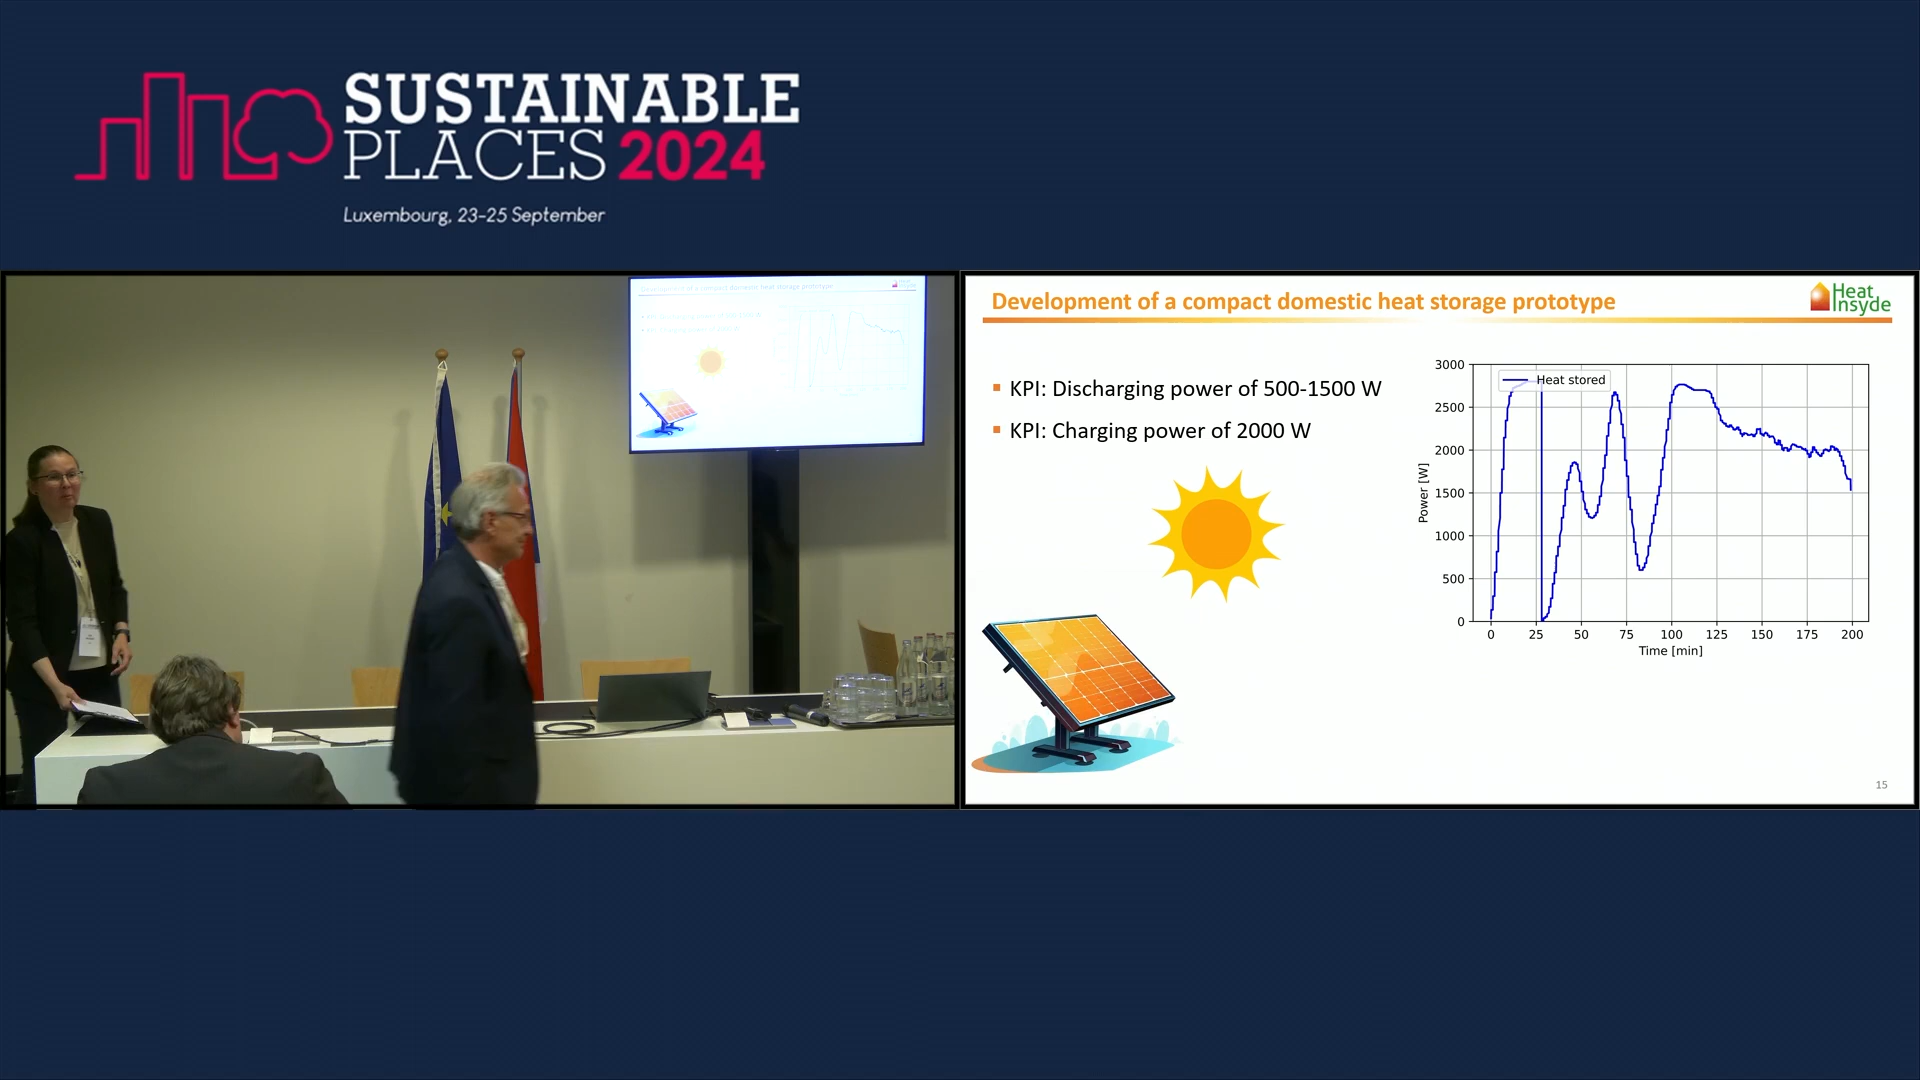 SUSTAINABLE
PLACES 2024
Luxembourg, 23-25 September
Development of a compact domestic heat storage prototype
Heat
Insyde
KPI: Discharging power of 500-1500 W
KPI: Charging power of 2000 W
Heat stored
3000
2500
2000
1500
1000
500
0
Power [W]
0 25 50 75 100 125 150 175 200
Time [min]
15